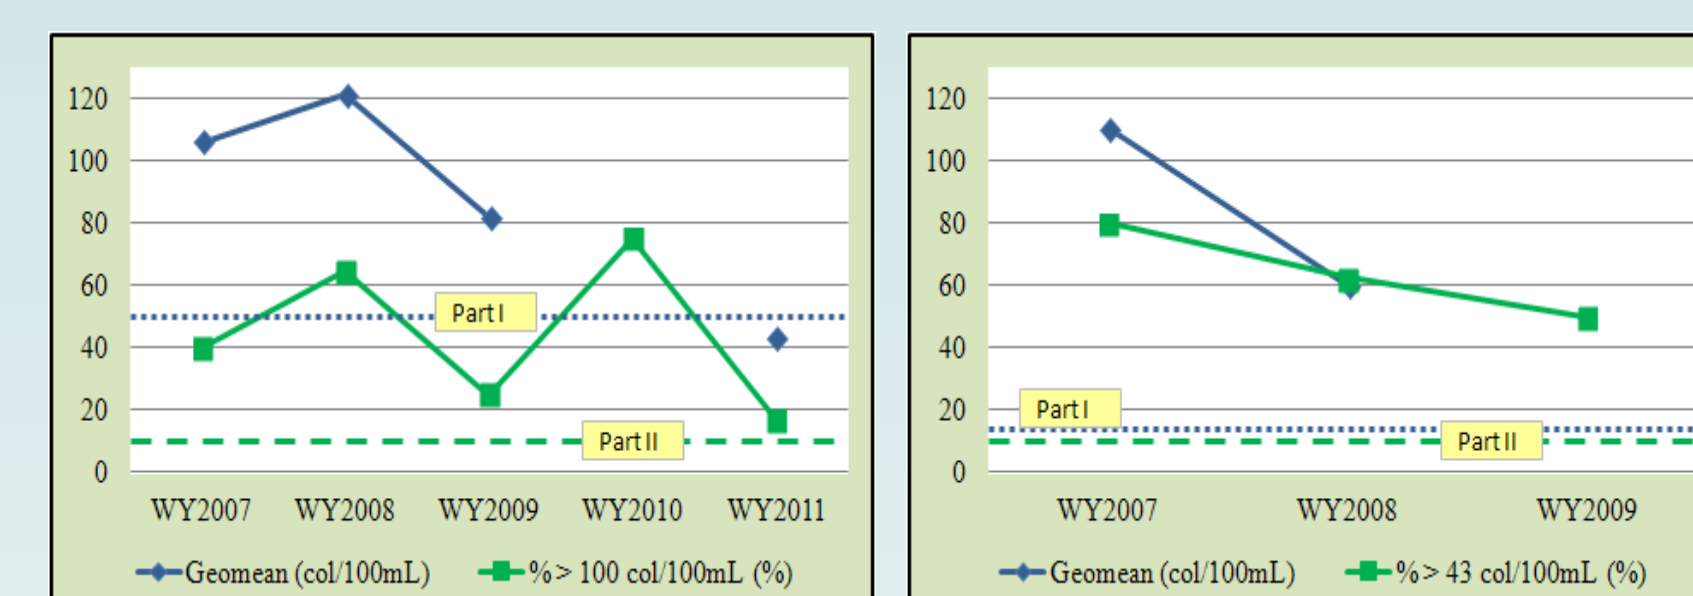 120
100
80
60
40
20
0
Part I
Part II
WY2007 WY2008 WY2009 WY2010 WY2011
Geomean (col/100mL) %> 100 col/100mL (%)
120
100
80
60
40
20
0
Part I
Part II
WY2007 WY2008 WY2009
Geomean (col/100mL) %> 43 col/100mL (%)